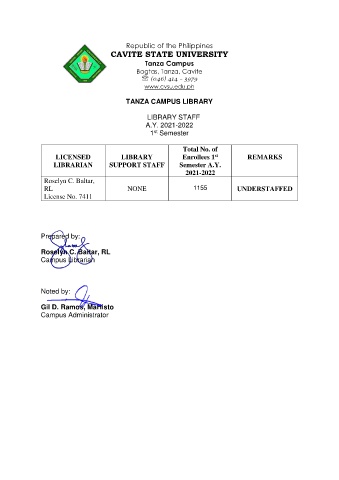 Republic of the Philippines
CAVITE STATE UNIVERSITY
Tanza Campus
Bagtas, Tanza, Cavite
☎ (046) 414 – 3979
www.cvsu.edu.ph
TANZA CAMPUS LIBRARY
LIBRARY STAFF
A.Y. 2021-2022
1st Semester
LICENSED LIBRARIAN
LIBRARY SUPPORT STAFF
Total No. of Enrollees 1st Semester A.Y. 2021-2022
REMARKS
Roselyn C. Baltar, RL
License No. 7411
NONE
1155
UNDERSTAFFED
Prepared by:
Roselyn C. Baltar, RL
Campus Librarian
Noted by:
Gil D. Ramos, MArtisto
Campus Administrator